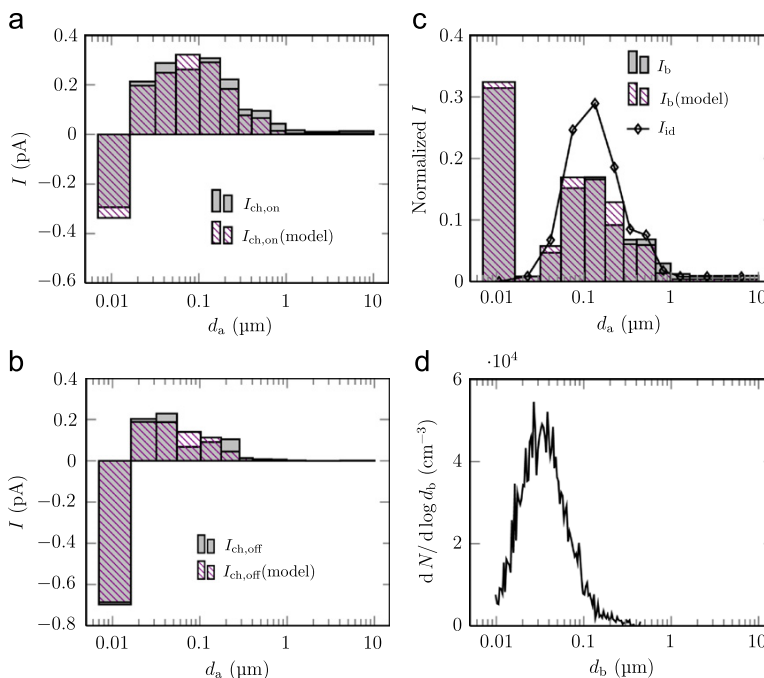 a
0.4
0.2
0
−0.2
−0.4
−0.6
I (pA)
I_ch,on
I_ch,on(model)
0.01 0.1 1 10
d_a (µm)
c
0.4
0.3
0.2
0.1
0
Normalized I
I_b
I_b(model)
I_id
0.01 0.1 1 10
d_a (µm)
b
0.4
0.2
0
−0.2
−0.4
−0.6
−0.8
I (pA)
I_ch,off
I_ch,off(model)
0.01 0.1 1 10
d_a (µm)
d
·10^4
6
4
2
0
d N/ d log d_b (cm^−3)
0.01 0.1 1 10
d_b (µm)